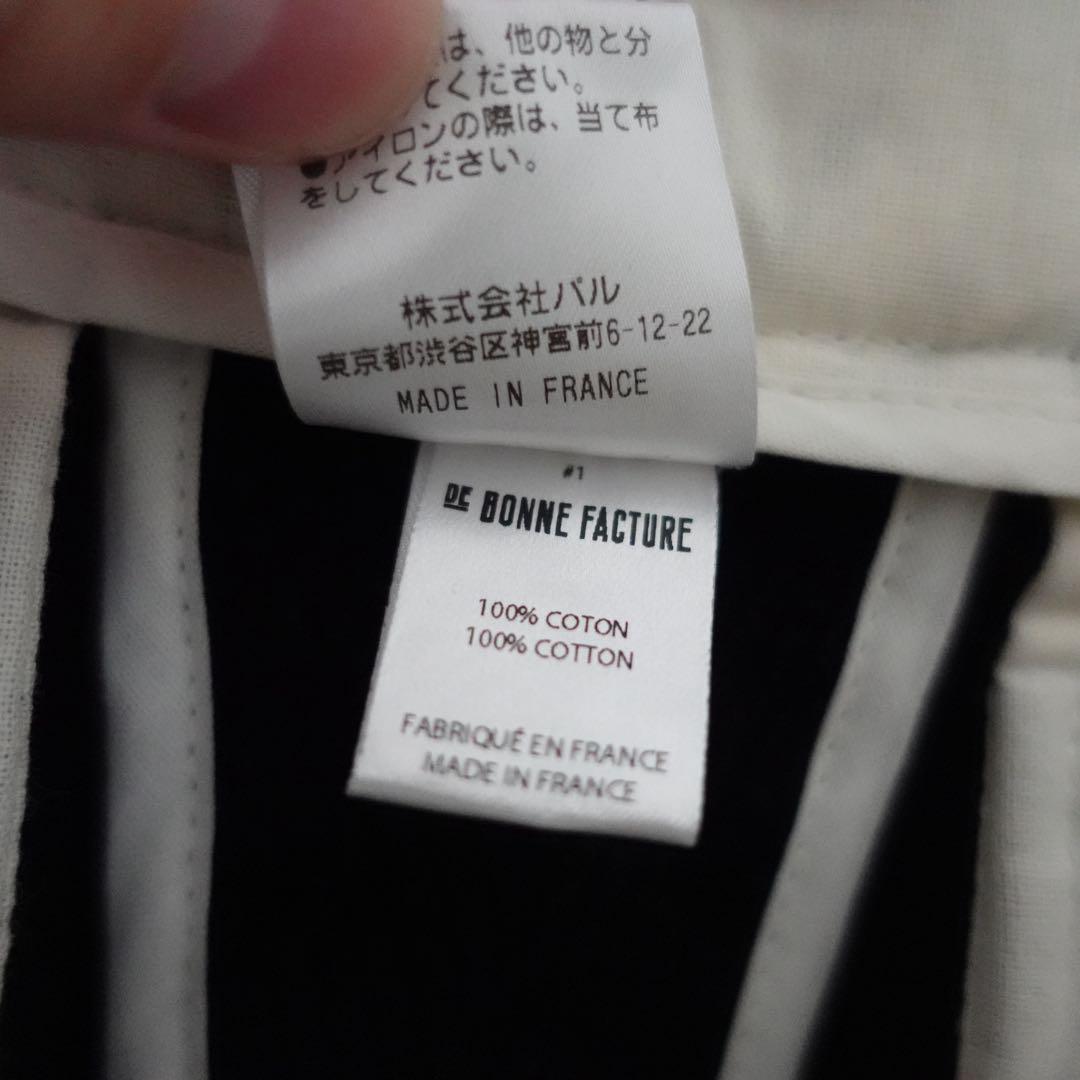 は、他の物と分
てください。
●アイロンの際は、当て布
をしてください。
株式会社パル
東京都渋谷区神宮前6-12-22
MADE IN FRANCE
#1
DE BONNE FACTURE
100% COTON
100% COTTON
FABRIQUÉ EN FRANCE
MADE IN FRANCE